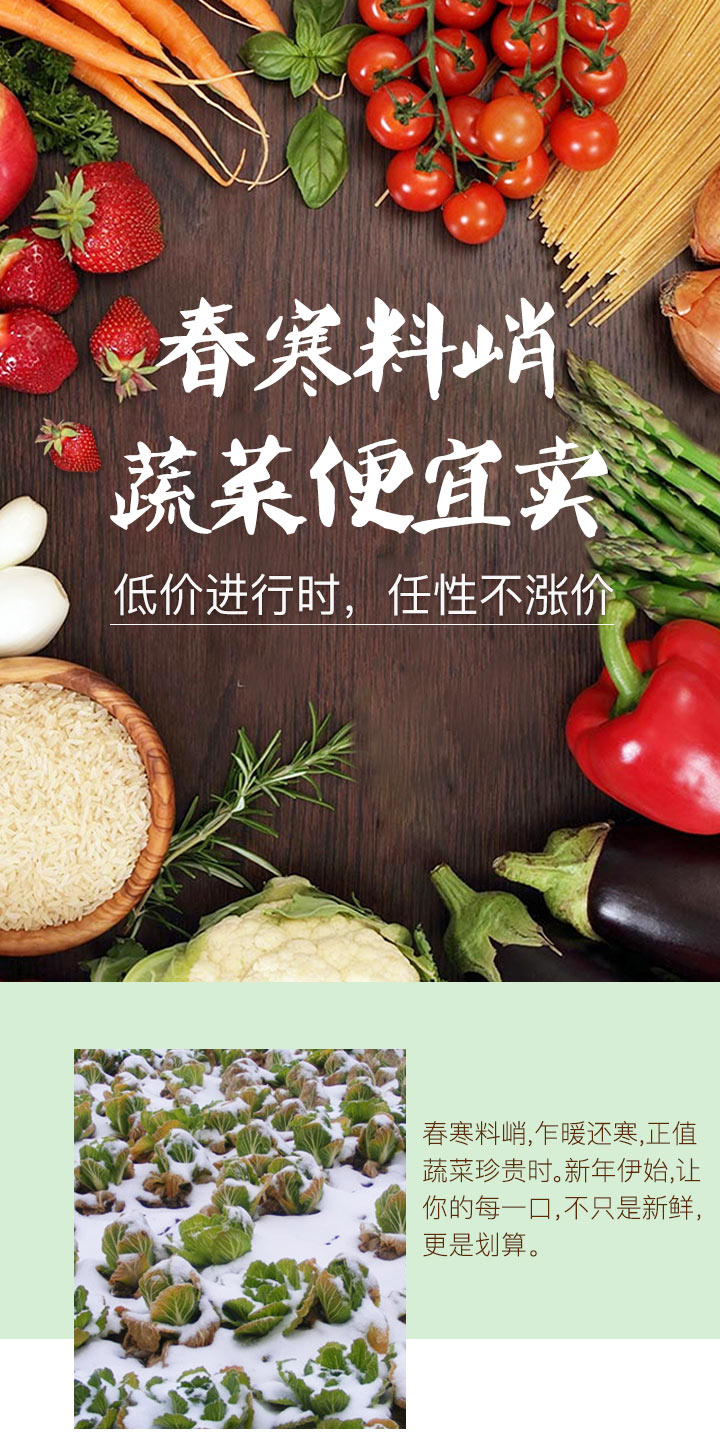 春寒料峭
蔬菜便宜卖
低价进行时，任性不涨价
春寒料峭,乍暖还寒,正值
蔬菜珍贵时。新年伊始,让
你的每一口,不只是新鲜,
更是划算。